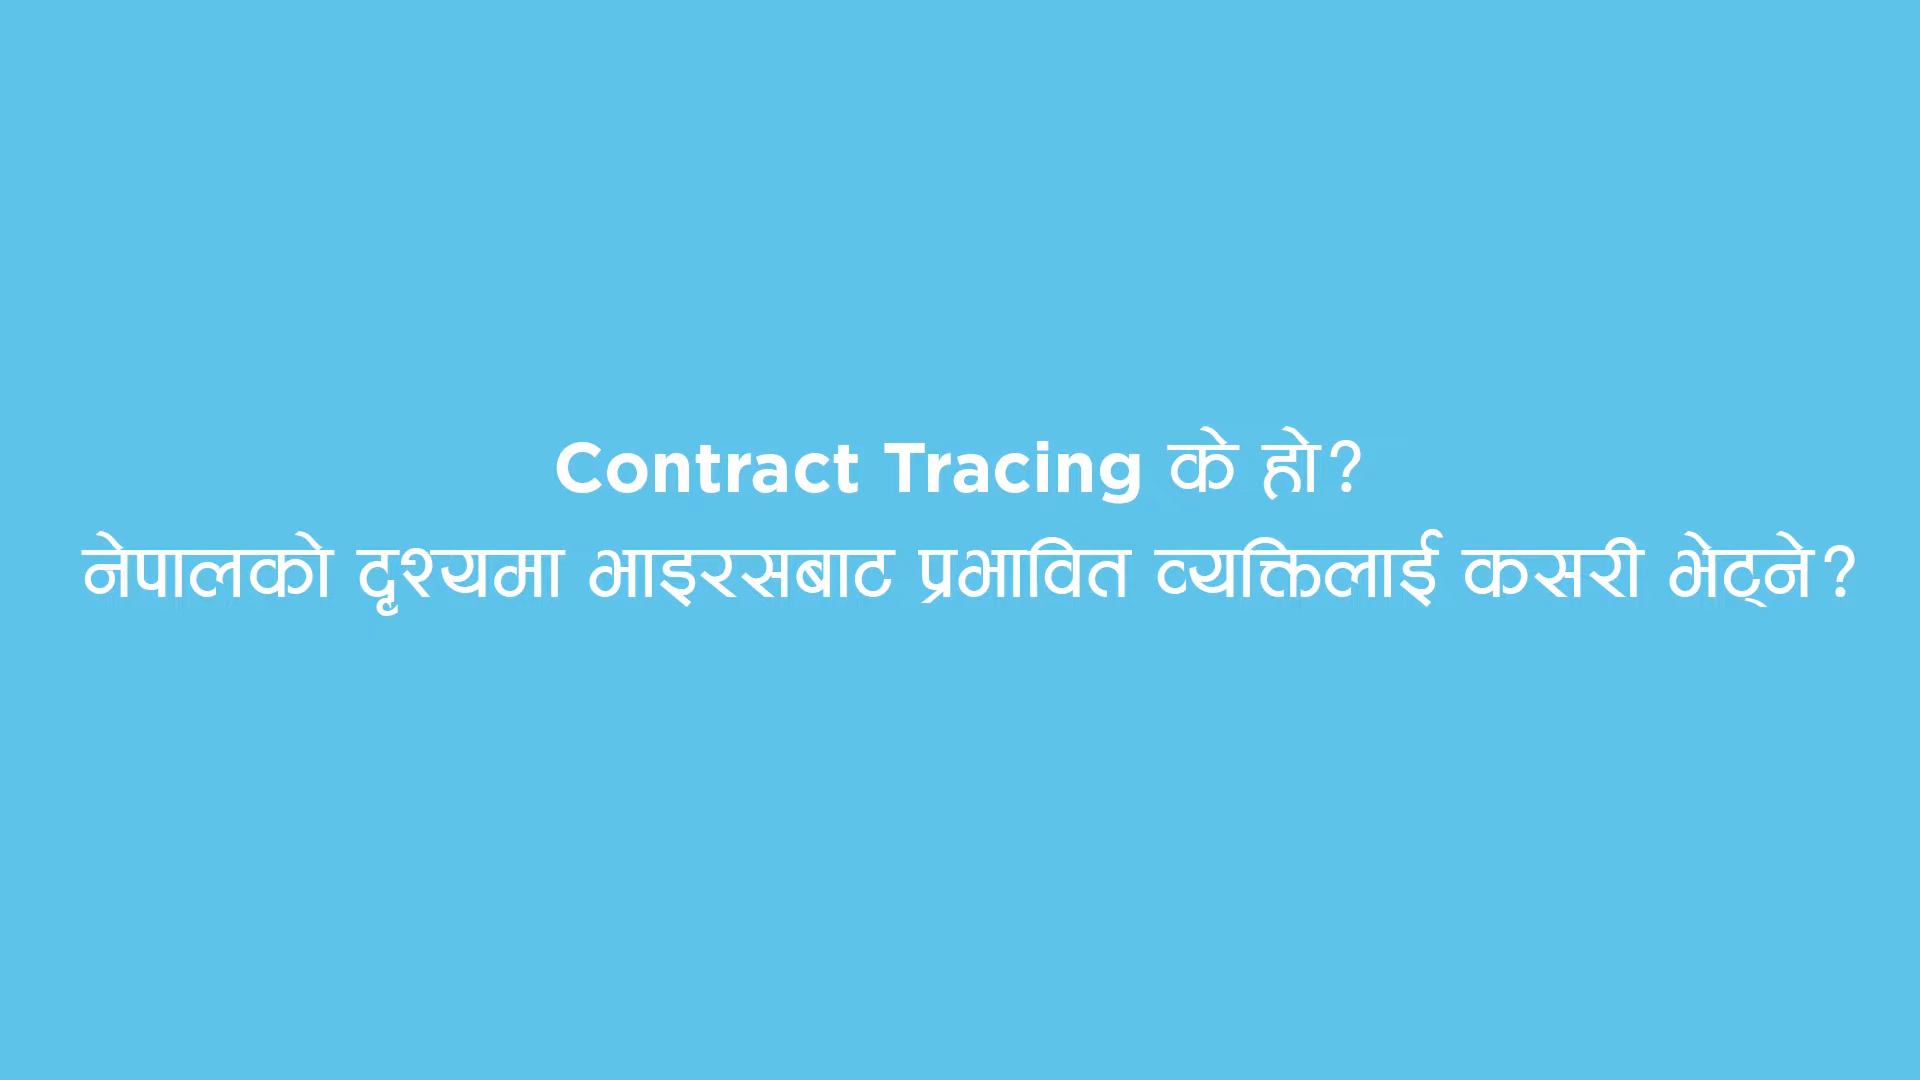 Contract Tracing के हो?
नेपालको दृश्यमा भाइरसबाट प्रभावित व्यक्तिलाई कसरी भेट्ने?